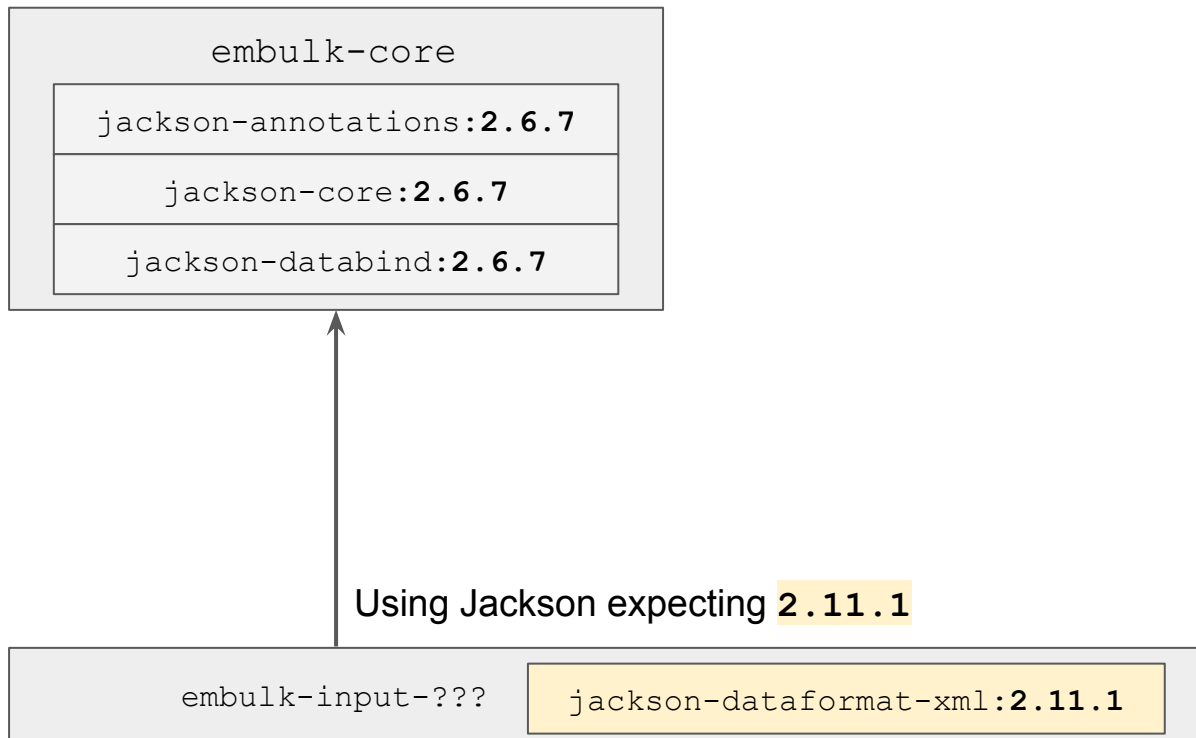 embulk-core
jackson-annotations:2.6.7
jackson-core:2.6.7
jackson-databind:2.6.7
Using Jackson expecting 2.11.1
embulk-input-??? jackson-dataformat-xml:2.11.1